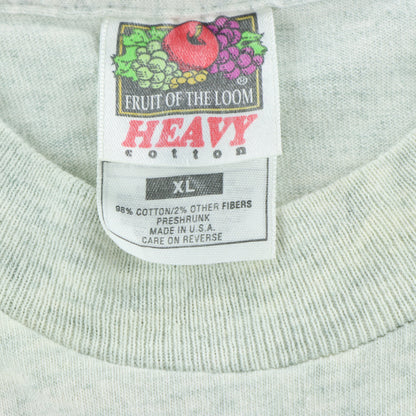 FRUIT OF THE LOOM
®
HEAVY
cotton
XL
98% COTTON/2% OTHER FIBERS
PRESHRUNK
MADE IN U.S.A.
CARE ON REVERSE